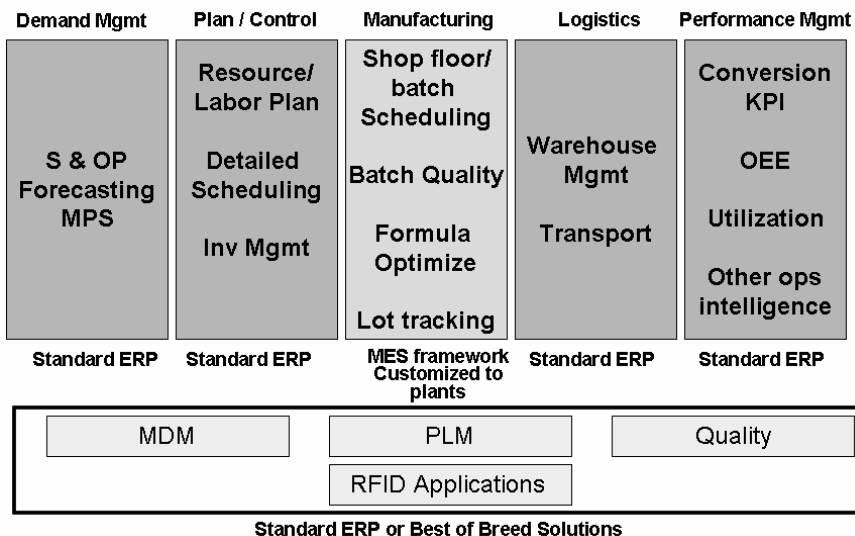 Demand Mgmt
Plan / Control
Manufacturing
Logistics
Performance Mgmt
S & OP
Forecasting
MPS
Resource/
Labor Plan
Detailed
Scheduling
Inv Mgmt
Shop floor/
batch
Scheduling
Batch Quality
Formula
Optimize
Lot tracking
Warehouse
Mgmt
Transport
Conversion
KPI
OEE
Utilization
Other ops
intelligence
Standard ERP
Standard ERP
MES framework
Customized to
plants
Standard ERP
Standard ERP
MDM
PLM
Quality
RFID Applications
Standard ERP or Best of Breed Solutions